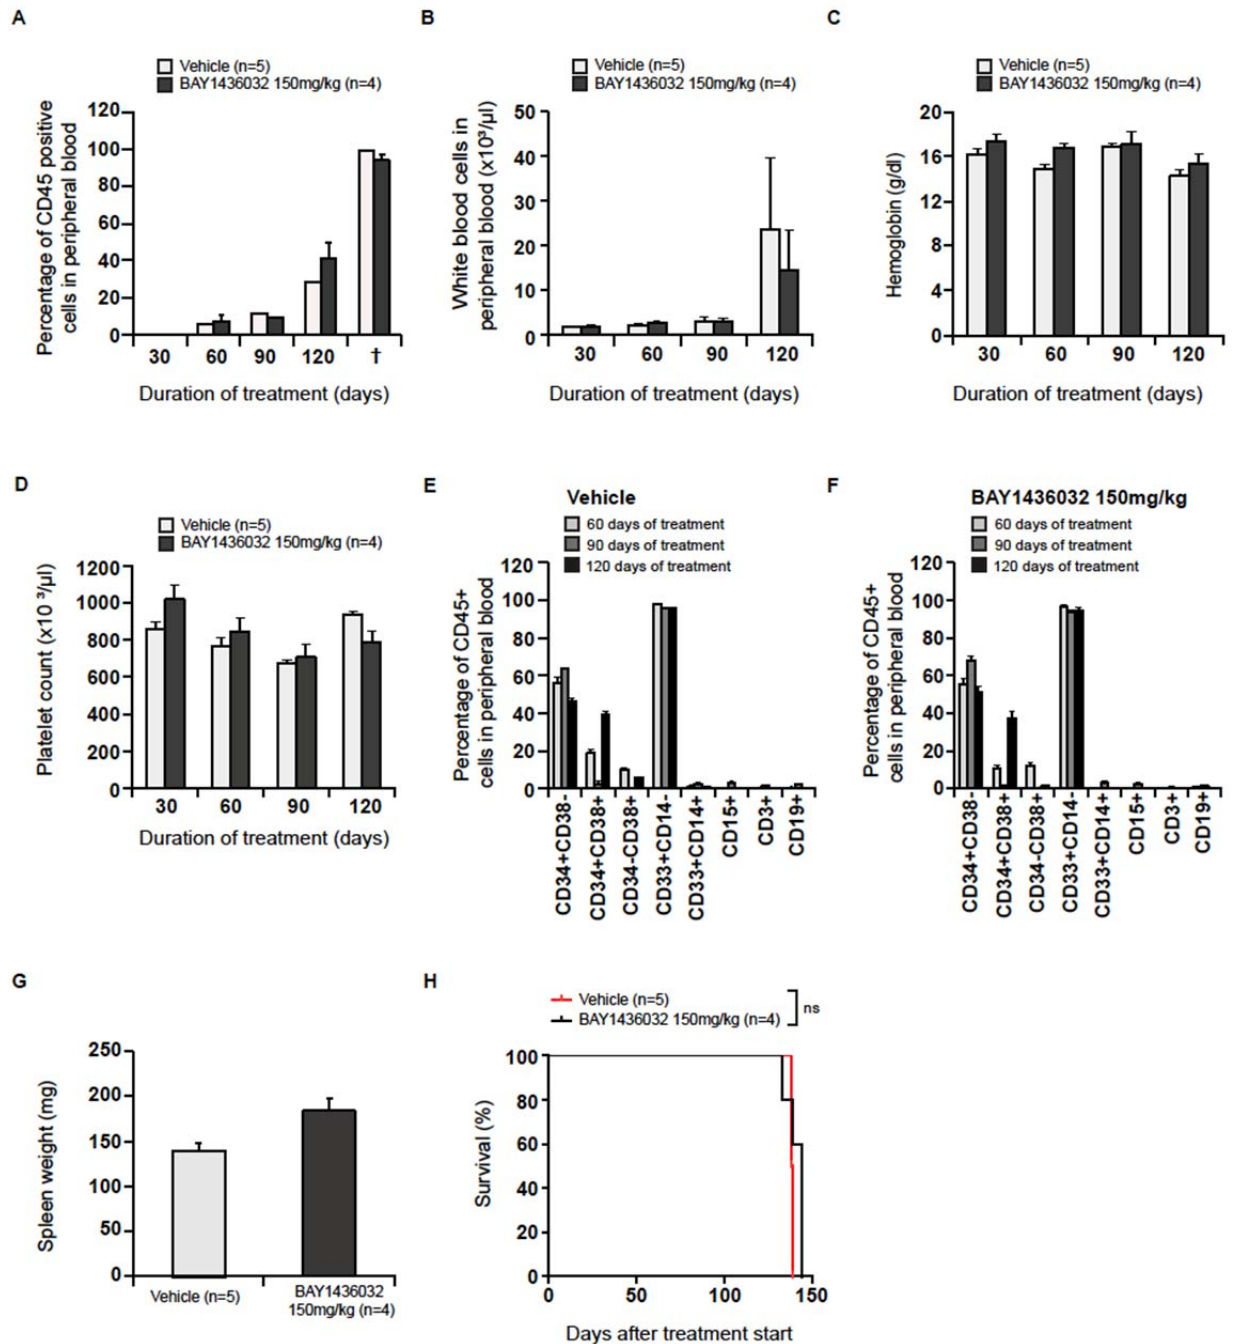 A
Vehicle (n=5)
BAY1436032 150mg/kg (n=4)
Percentage of CD45 positive
cells in peripheral blood
120
100
80
60
40
20
0
30 60 90 120 †
Duration of treatment (days)
B
Vehicle (n=5)
BAY1436032 150mg/kg (n=4)
White blood cells in
peripheral blood (x10³/µl)
50
40
30
20
10
0
30 60 90 120
Duration of treatment (days)
C
Vehicle (n=5)
BAY1436032 150mg/kg (n=4)
Hemoglobin (g/dl)
20
16
12
8
4
0
30 60 90 120
Duration of treatment (days)
D
Vehicle (n=5)
BAY1436032 150mg/kg (n=4)
Platelet count (x10 ³/µl)
1200
1000
800
600
400
200
0
30 60 90 120
Duration of treatment (days)
E
Vehicle
60 days of treatment
90 days of treatment
120 days of treatment
Percentage of CD45+
cells in peripheral blood
120
100
80
60
40
20
0
CD34+CD38-
CD34+CD38+
CD34-CD38+
CD33+CD14-
CD33+CD14+
CD15+
CD3+
CD19+
F
BAY1436032 150mg/kg
60 days of treatment
90 days of treatment
120 days of treatment
Percentage of CD45+
cells in peripheral blood
120
100
80
60
40
20
0
CD34+CD38-
CD34+CD38+
CD34-CD38+
CD33+CD14-
CD33+CD14+
CD15+
CD3+
CD19+
G
Spleen weight (mg)
250
200
150
100
50
0
Vehicle (n=5)
BAY1436032
150mg/kg (n=4)
H
Vehicle (n=5)
BAY1436032 150mg/kg (n=4)
ns
Survival (%)
100
80
60
40
20
0
0 50 100 150
Days after treatment start